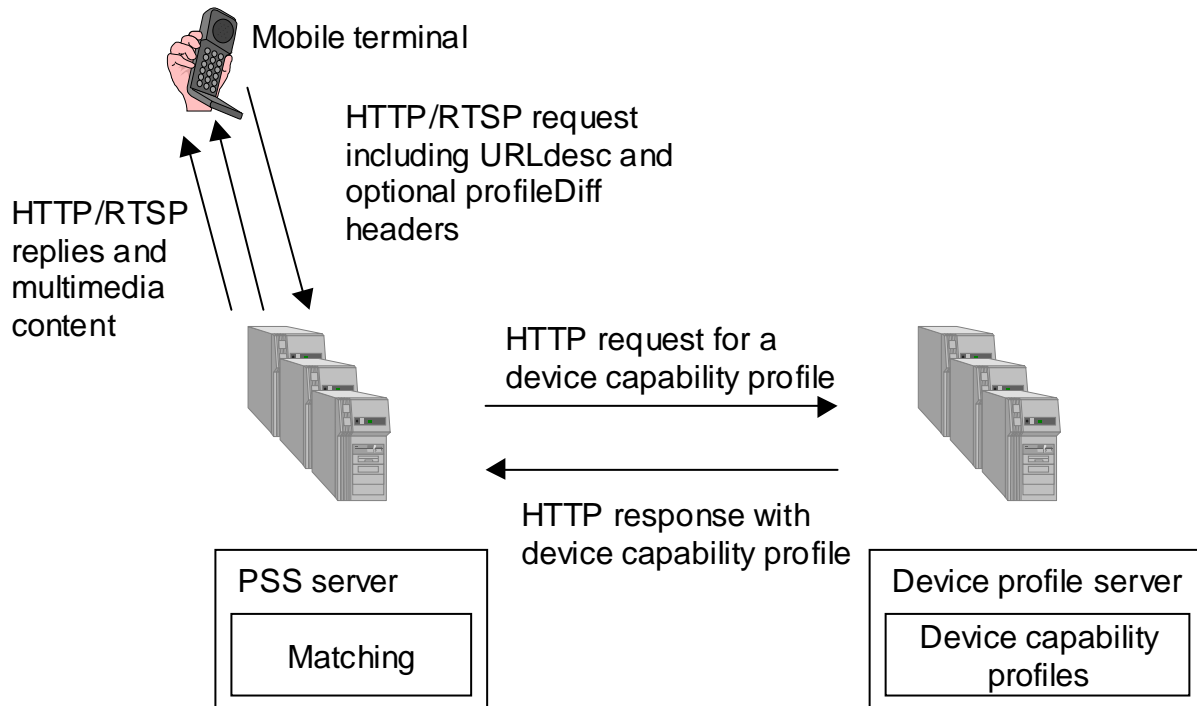 Mobile terminal
HTTP/RTSP request
including URLdesc and
optional profileDiff
headers
HTTP/RTSP
replies and
multimedia
content
HTTP request for a
device capability profile
HTTP response with
device capability profile
PSS server
Matching
Device profile server
Device capability
profiles